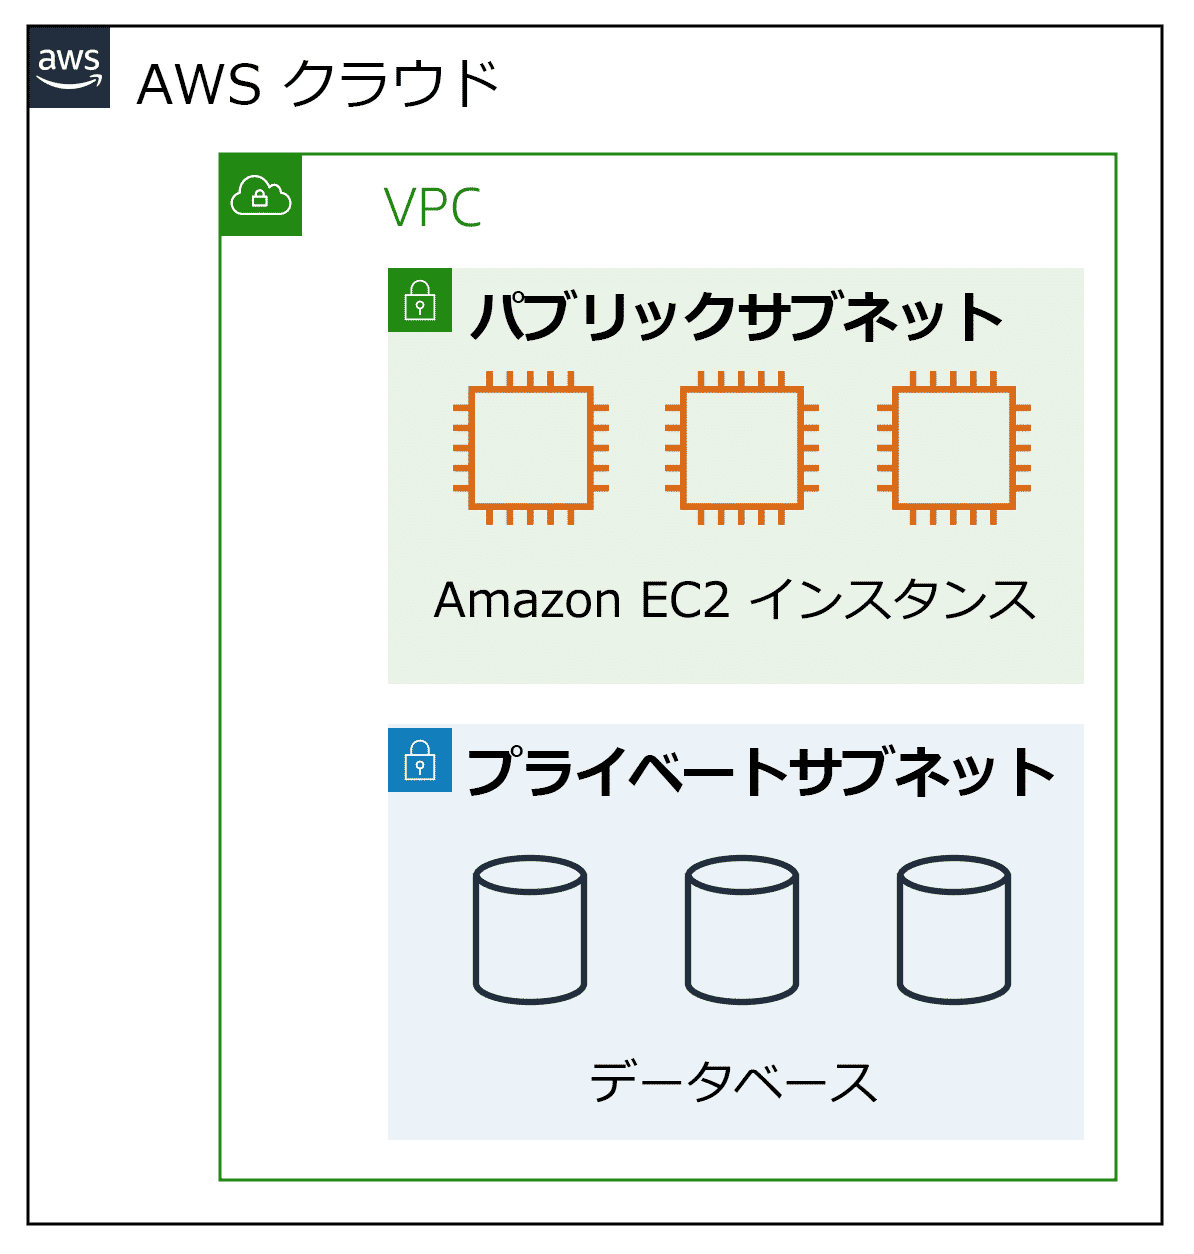 aws
AWS クラウド
VPC
パブリックサブネット
Amazon EC2 インスタンス
プライベートサブネット
データベース